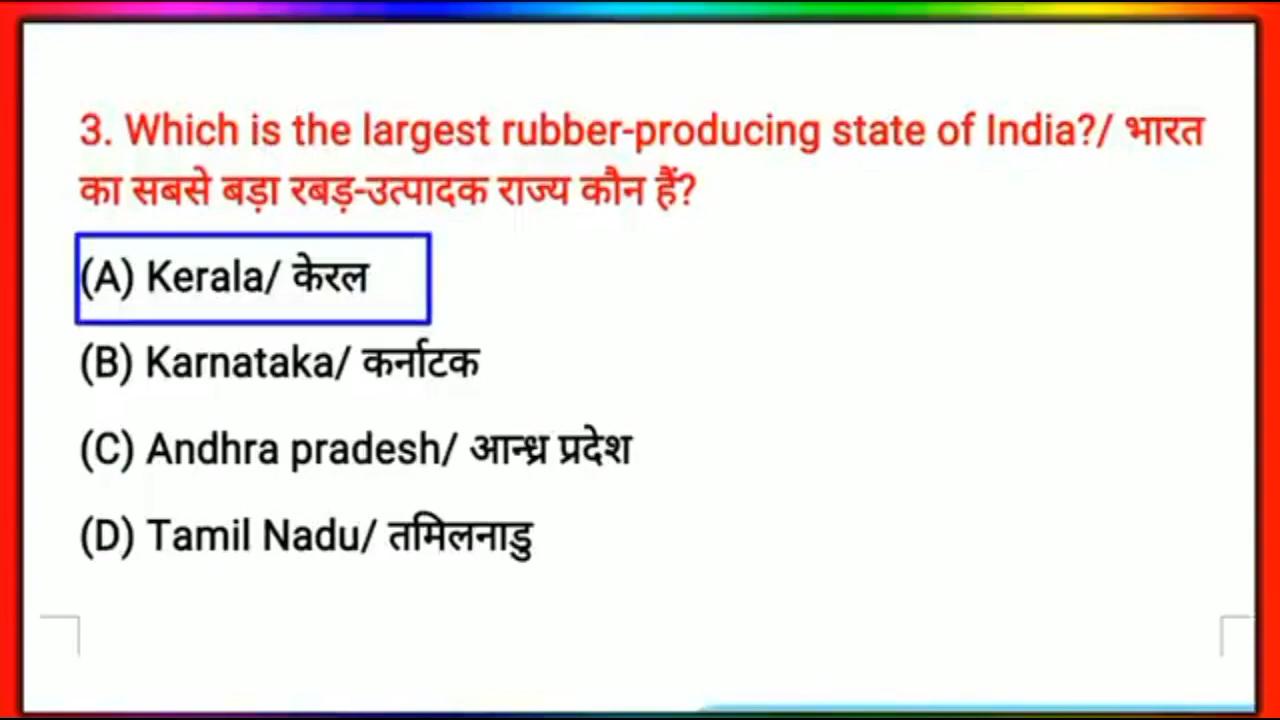 3. Which is the largest rubber-producing state of India?/ भारत
का सबसे बड़ा रबड़-उत्पादक राज्य कौन हैं?
(A) Kerala/ केरल
(B) Karnataka/ कर्नाटक
(C) Andhra pradesh/ आन्ध्र प्रदेश
(D) Tamil Nadu/ तमिलनाडु